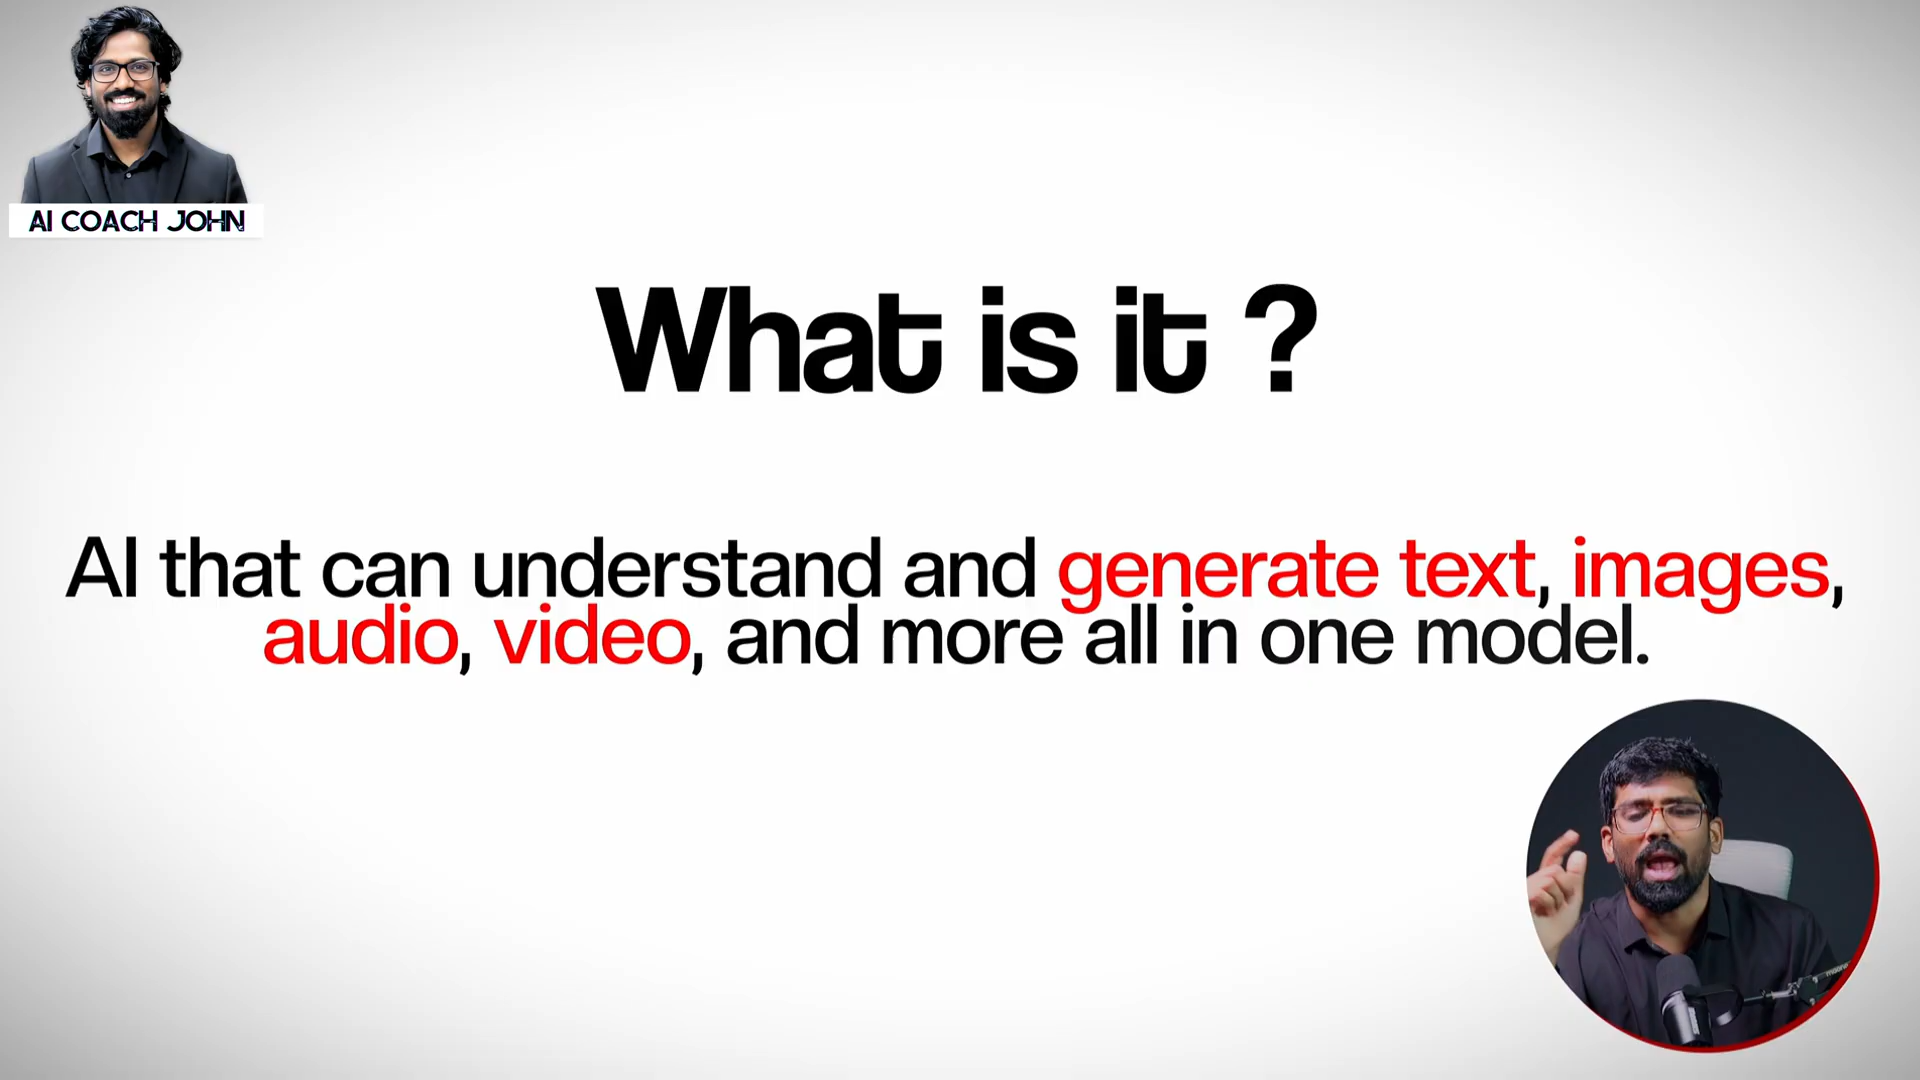 AI COACH JOHN
What is it ?
AI that can understand and generate text, images,
audio, video, and more all in one model.